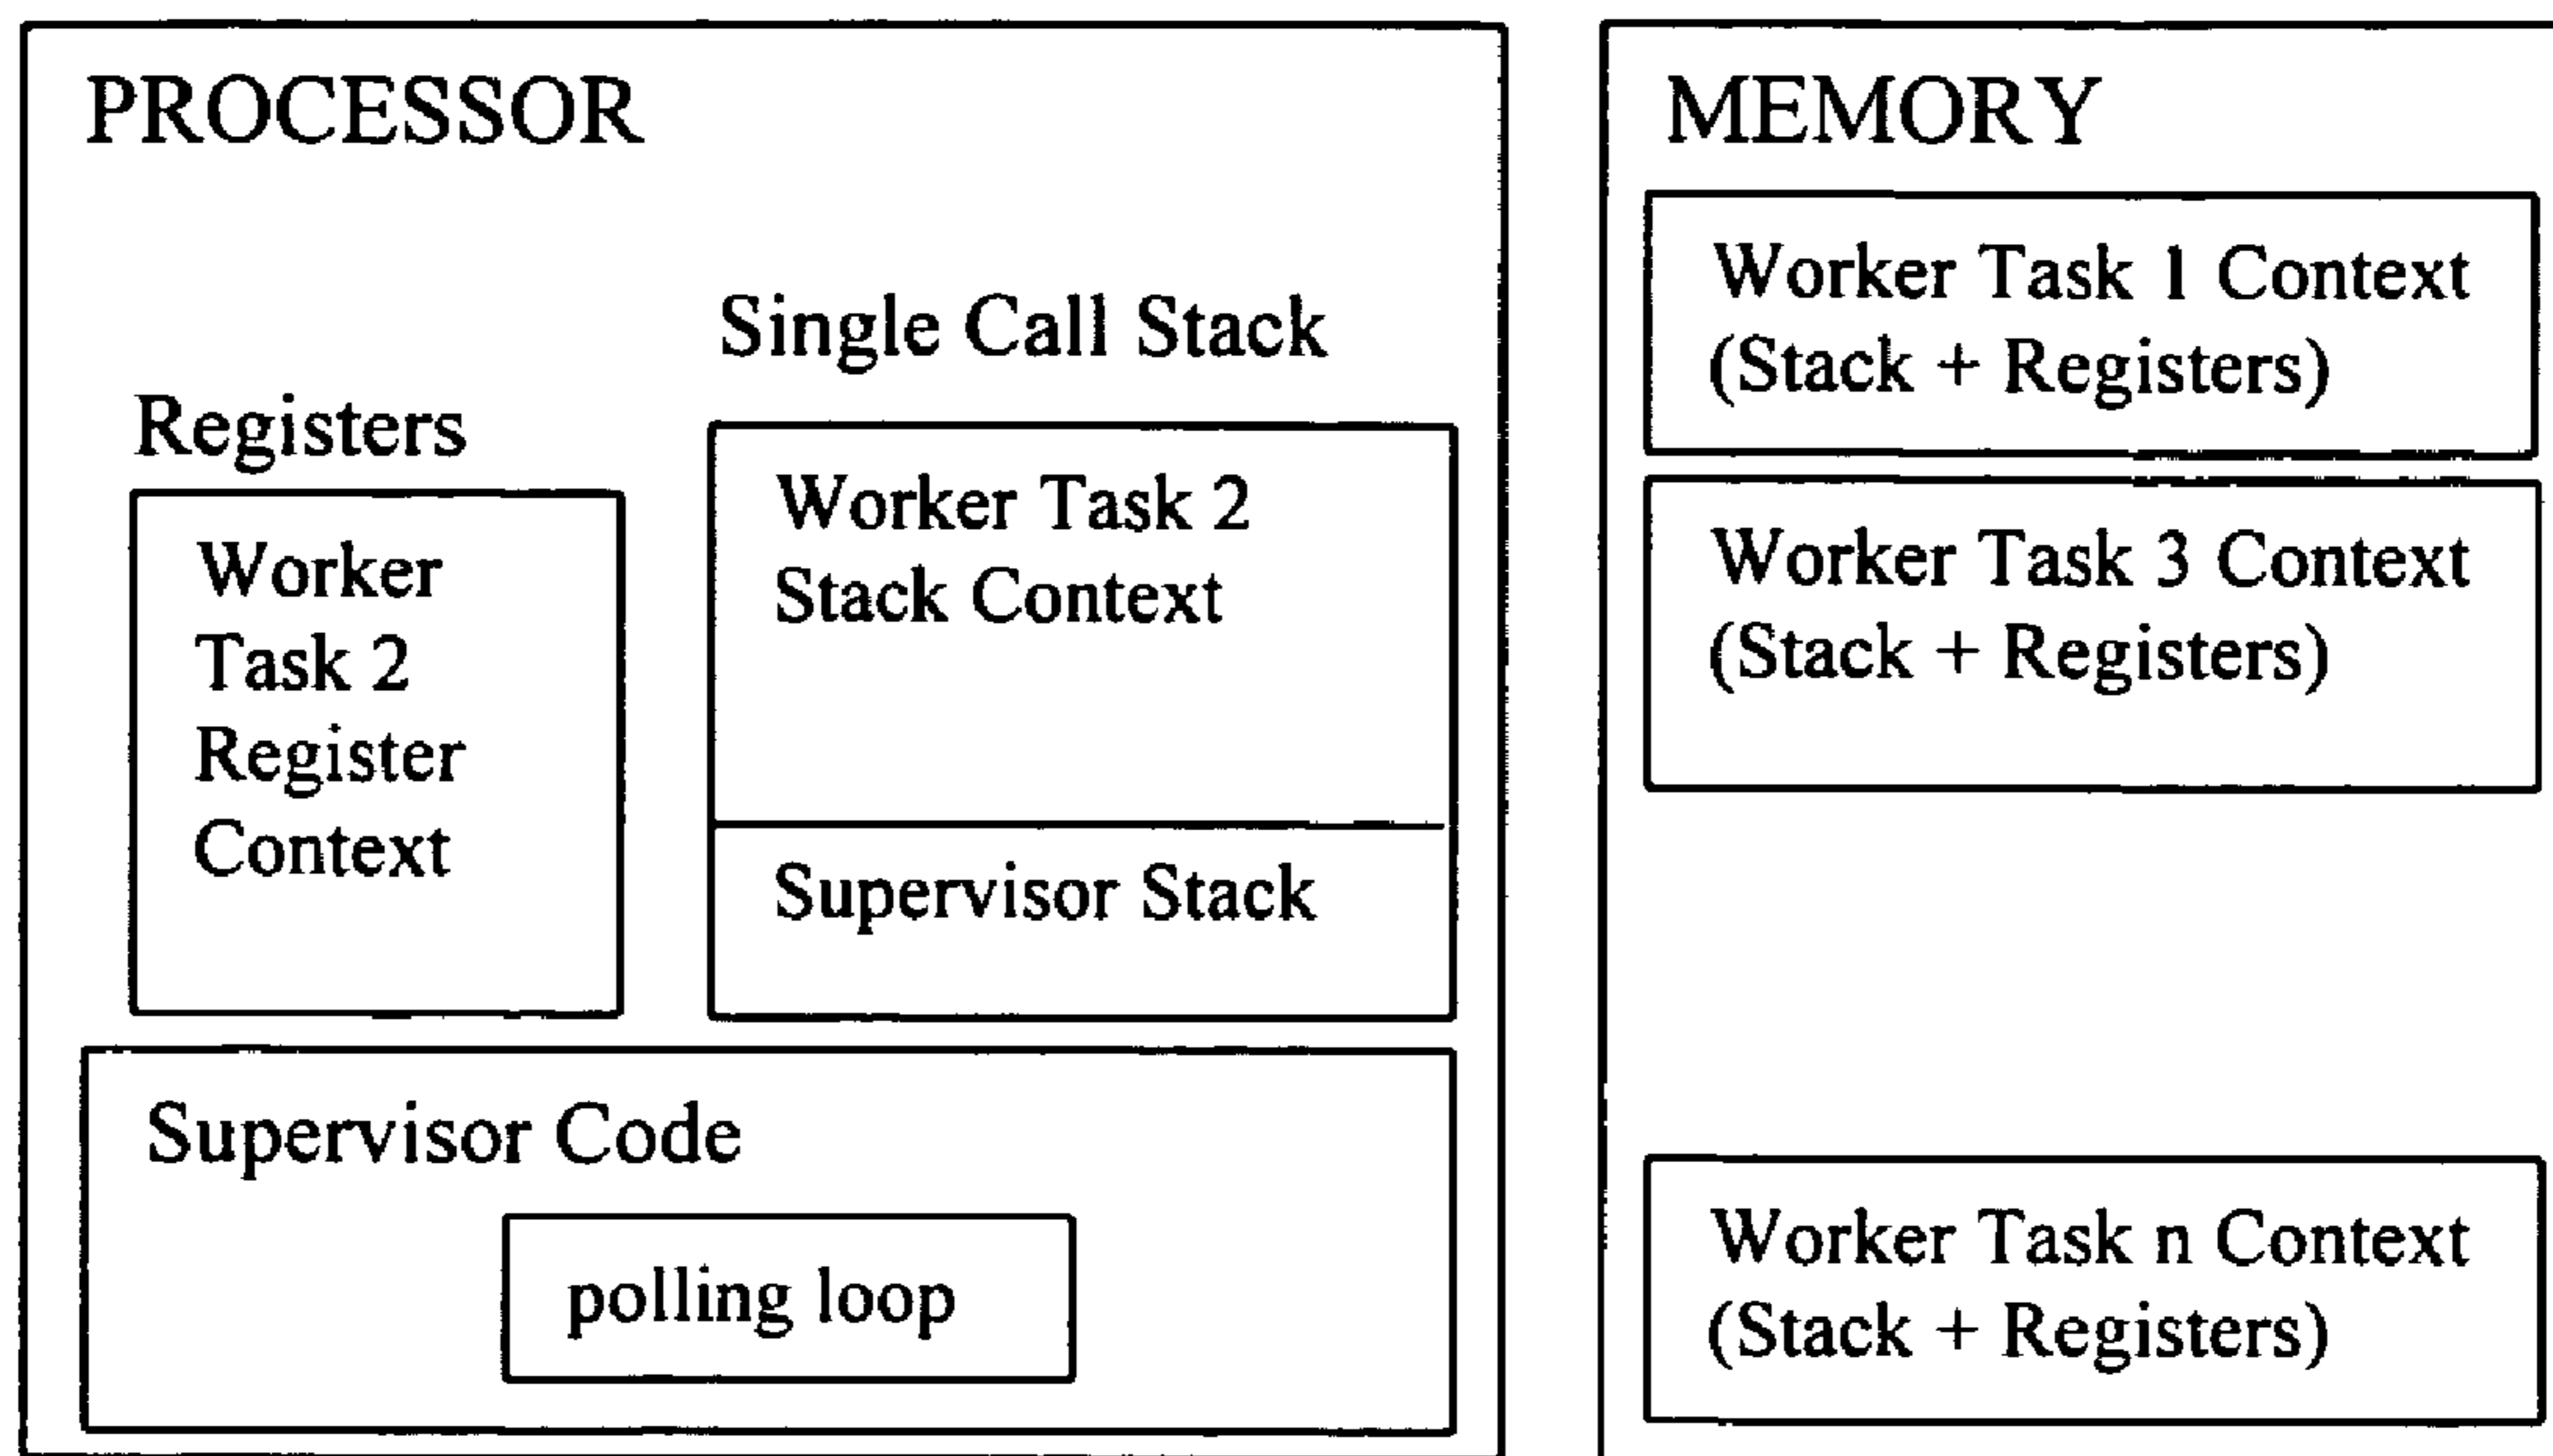 PROCESSOR
Single Call Stack
Registers
Worker
Task 2
Register
Context
Worker Task 2
Stack Context
Supervisor Stack
Supervisor Code
polling loop
MEMORY
Worker Task 1 Context
(Stack + Registers)
Worker Task 3 Context
(Stack + Registers)
Worker Task n Context
(Stack + Registers)